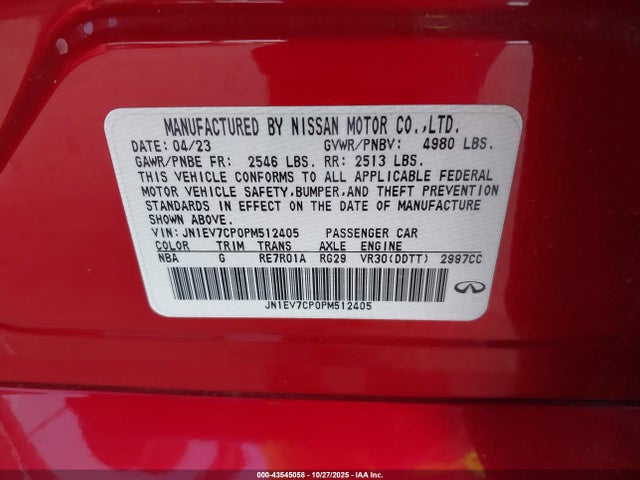 MANUFACTURED BY NISSAN MOTOR CO.,LTD.
DATE: 04/23 GVWR/PNBV: 4980 LBS.
GAWR/PNBE FR: 2546 LBS. RR: 2513 LBS.
THIS VEHICLE CONFORMS TO ALL APPLICABLE FEDERAL
MOTOR VEHICLE SAFETY,BUMPER,AND THEFT PREVENTION
STANDARDS IN EFFECT ON THE DATE OF MANUFACTURE
SHOWN ABOVE.
VIN: JN1EV7CP0PM512405 PASSENGER CAR
COLOR TRIM TRANS AXLE ENGINE
NBA G RE7R01A RG29 VR30(DDTT) 2997CC
JN1EV7CP0PM512405
000-43545058 | 10/27/2025 | IAA Inc.